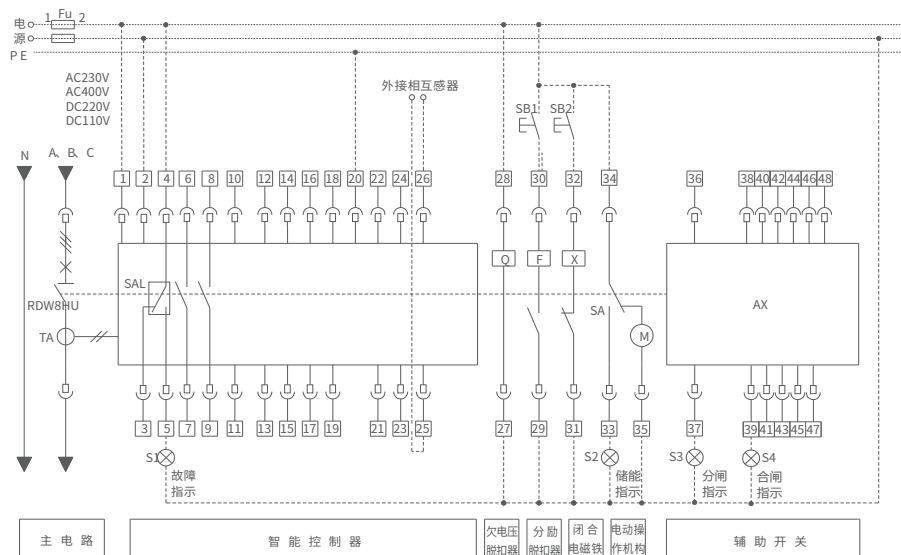 电 1 Fu 2
源
PE
AC230V
AC400V
DC220V
DC110V
外接相互感器
SB1 SB2
N A、B、C
1 2 4 6 8 10 12 14 16 18 20 22 24 26 28 30 32 34 36 38 40 42 44 46 48
Q F X
SAL
RDW8HU
SA
AX
TA
M
3 5 7 9 11 13 15 17 19 21 23 25 27 29 31 33 35 37 39 41 43 45 47
S1 S2 S3 S4
故障
指示
储能
指示
分闸
指示
合闸
指示
主电路
智能控制器
欠电压
脱扣器
分励
脱扣器
闭合
电磁铁
电动操
作机构
辅助开关